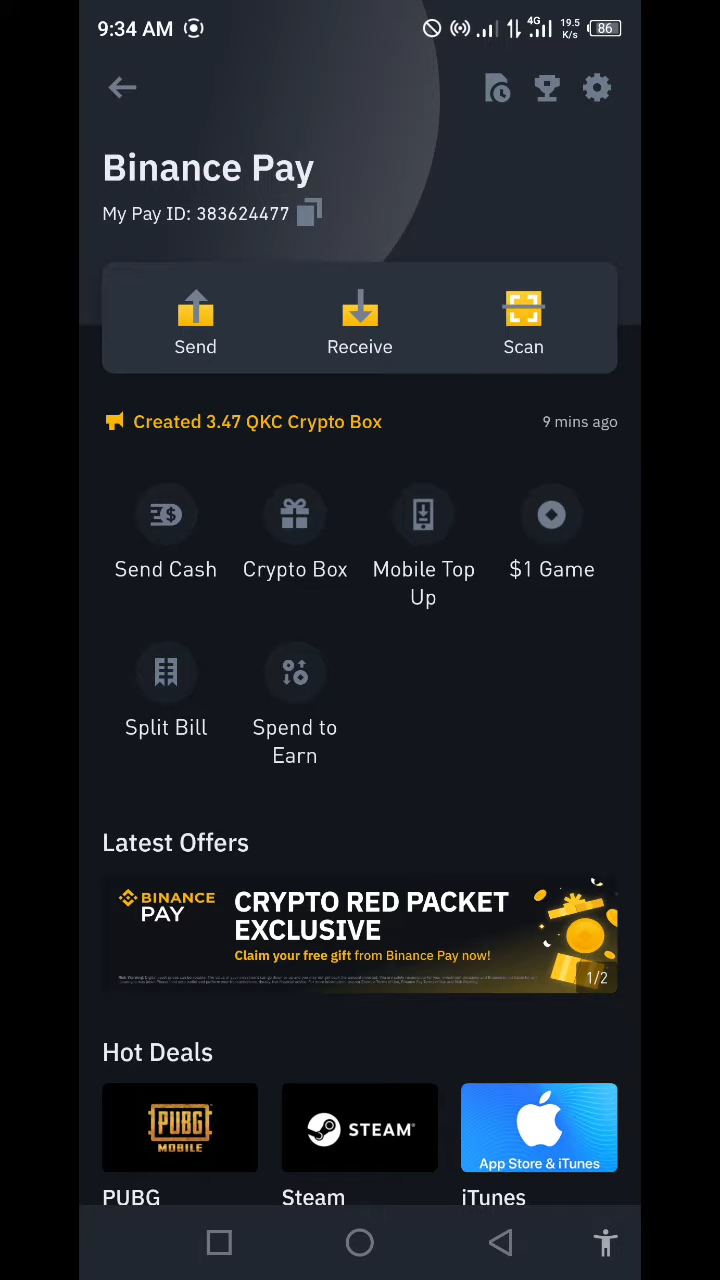 9:34 AM
4G
19.5
K/s
86
Binance Pay
My Pay ID: 383624477
Send
Receive
Scan
Created 3.47 QKC Crypto Box
9 mins ago
Send Cash
Crypto Box
Mobile Top
Up
$1 Game
Split Bill
Spend to
Earn
Latest Offers
BINANCE
PAY
CRYPTO RED PACKET
EXCLUSIVE
Claim your free gift from Binance Pay now!
1/2
Hot Deals
PUBG
MOBILE
STEAM
App Store & iTunes
PUBG
Steam
iTunes